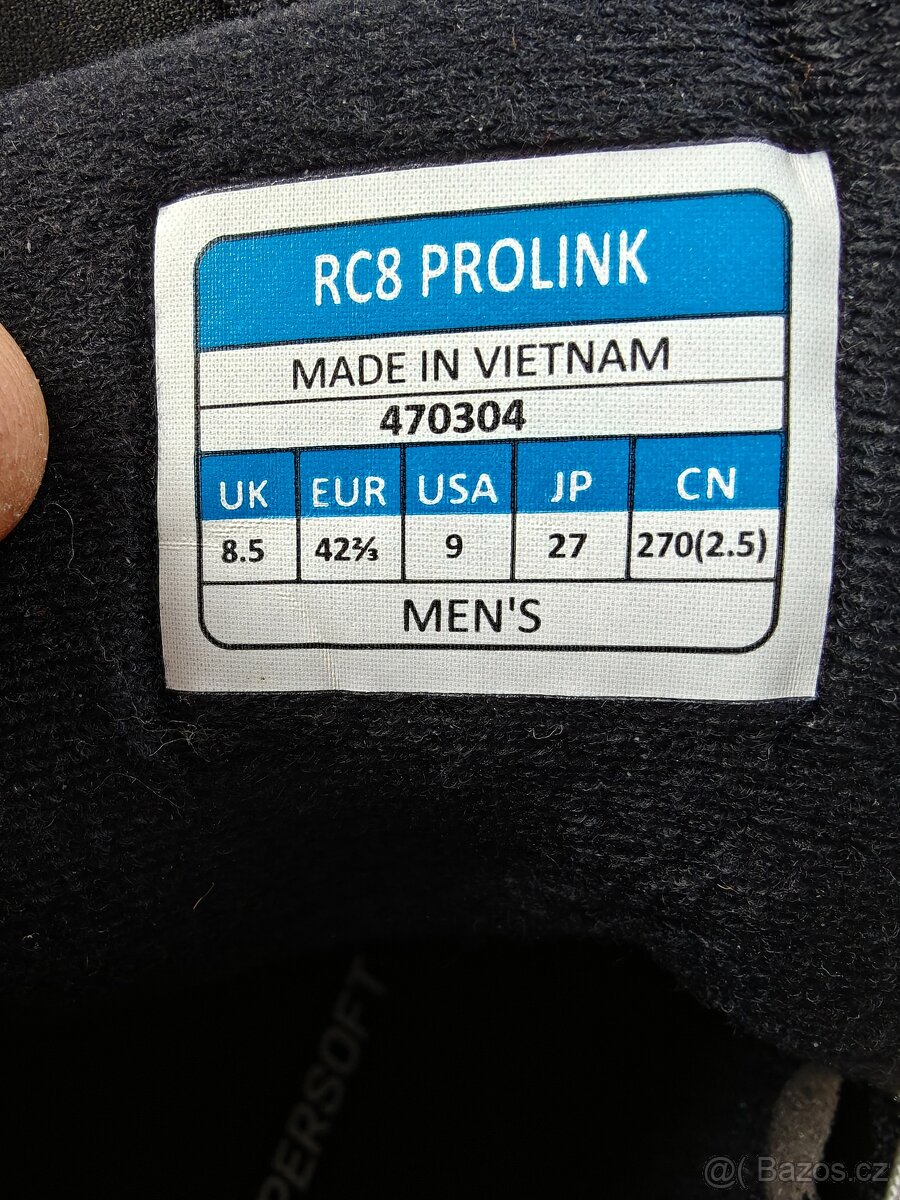 RC8 PROLINK
MADE IN VIETNAM
470304
UK EUR USA JP CN
8.5 42⅔ 9 27 270(2.5)
MEN'S
PERSOFT
@( Bazos.cz